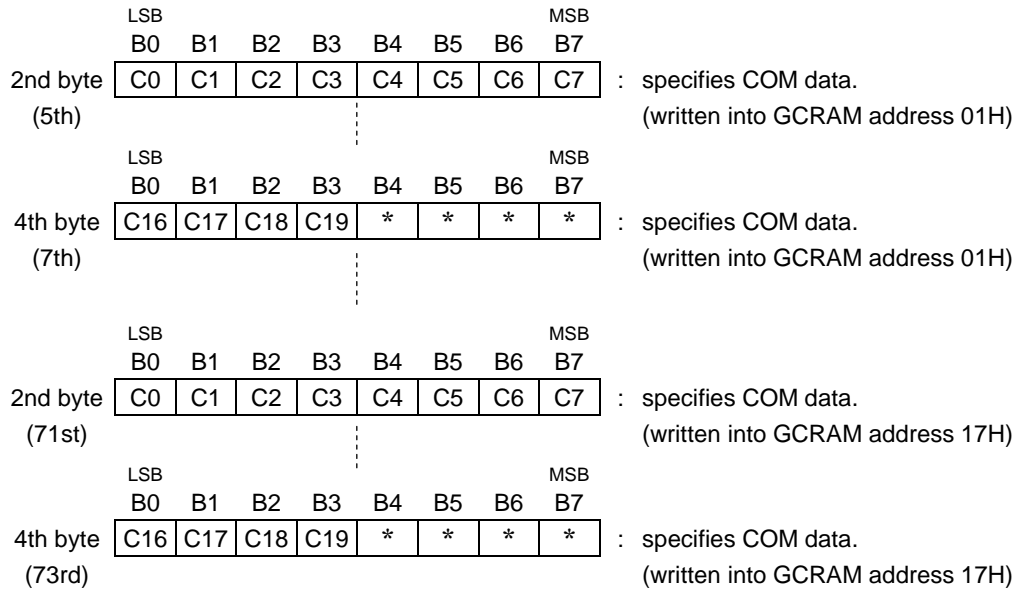 LSB MSB
B0 B1 B2 B3 B4 B5 B6 B7
2nd byte C0 C1 C2 C3 C4 C5 C6 C7 : specifies COM data.
(5th) (written into GCRAM address 01H)
LSB MSB
B0 B1 B2 B3 B4 B5 B6 B7
4th byte C16 C17 C18 C19 * * * * : specifies COM data.
(7th) (written into GCRAM address 01H)
LSB MSB
B0 B1 B2 B3 B4 B5 B6 B7
2nd byte C0 C1 C2 C3 C4 C5 C6 C7 : specifies COM data.
(71st) (written into GCRAM address 17H)
LSB MSB
B0 B1 B2 B3 B4 B5 B6 B7
4th byte C16 C17 C18 C19 * * * * : specifies COM data.
(73rd) (written into GCRAM address 17H)